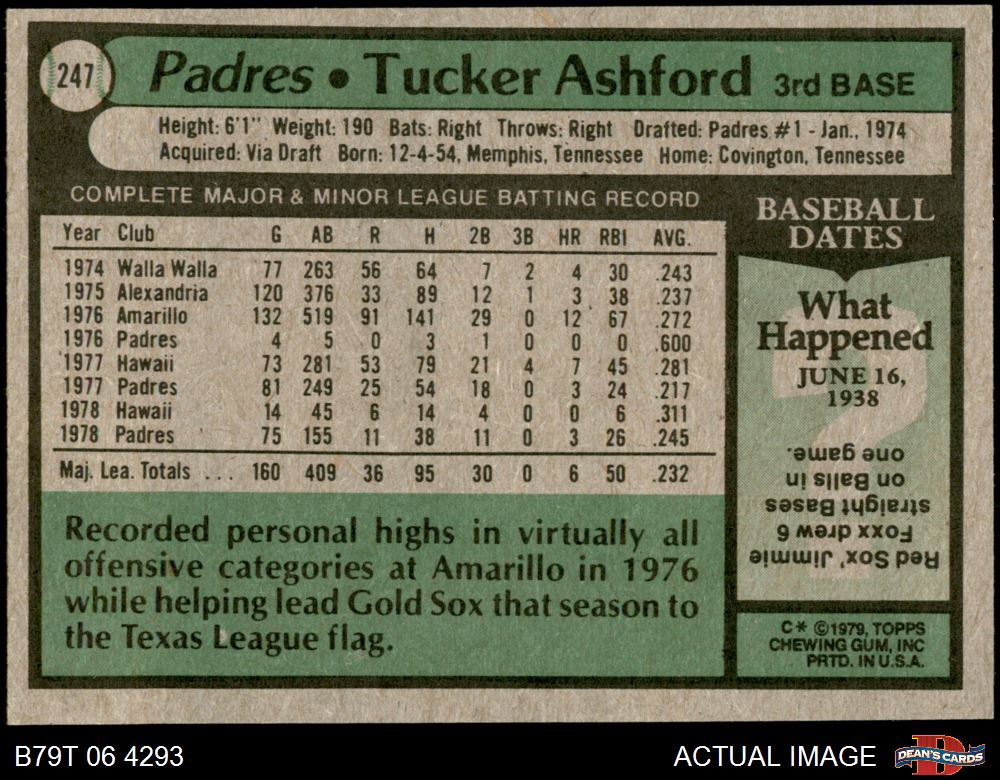 247
Padres • Tucker Ashford 3rd BASE
Height: 6'1" Weight: 190 Bats: Right Throws: Right Drafted: Padres #1 - Jan., 1974
Acquired: Via Draft Born: 12-4-54, Memphis, Tennessee Home: Covington, Tennessee
COMPLETE MAJOR & MINOR LEAGUE BATTING RECORD
Year Club G AB R H 2B 3B HR RBI AVG.
1974 Walla Walla 77 263 56 64 7 2 4 30 .243
1975 Alexandria 120 376 33 89 12 1 3 38 .237
1976 Amarillo 132 519 91 141 29 0 12 67 .272
1976 Padres 4 5 0 3 1 0 0 0 .600
1977 Hawaii 73 281 53 79 21 4 7 45 .281
1977 Padres 81 249 25 54 18 0 3 24 .217
1978 Hawaii 14 45 6 14 4 0 0 6 .311
1978 Padres 75 155 11 38 11 0 3 26 .245
Maj. Lea. Totals ... 160 409 36 95 30 0 6 50 .232
Recorded personal highs in virtually all
offensive categories at Amarillo in 1976
while helping lead Gold Sox that season to
the Texas League flag.
BASEBALL
DATES
What
Happened
JUNE 16,
1938
Red Sox' Jimmie
Foxx drew 6
straight Bases
on Balls in
one game.
C* ©1979, TOPPS
CHEWING GUM, INC
PRTD. IN U.S.A.
B79T 06 4293
ACTUAL IMAGE
D
DEAN'S CARDS